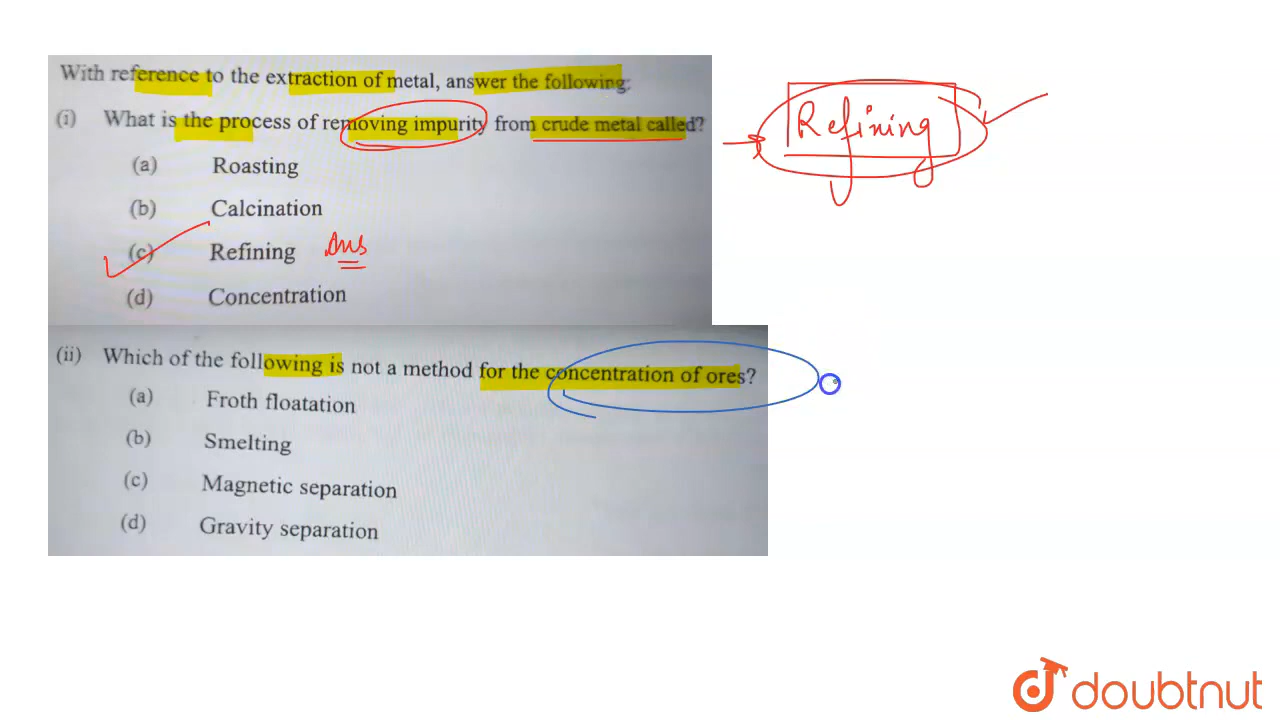 With reference to the extraction of metal, answer the following:
(i) What is the process of removing impurity from crude metal called?
(a) Roasting
(b) Calcination
(c) Refining Ans
(d) Concentration
Refining
(ii) Which of the following is not a method for the concentration of ores?
(a) Froth floatation
(b) Smelting
(c) Magnetic separation
(d) Gravity separation
doubtnut